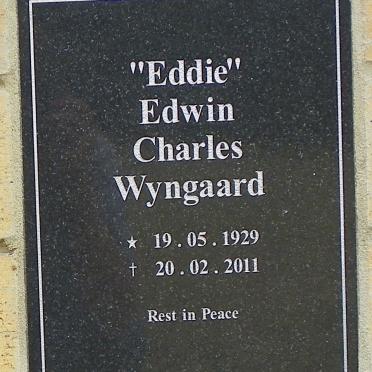 "Eddie"
Edwin
Charles
Wyngaard
★ 19.05.1929
† 20.02.2011
Rest in Peace